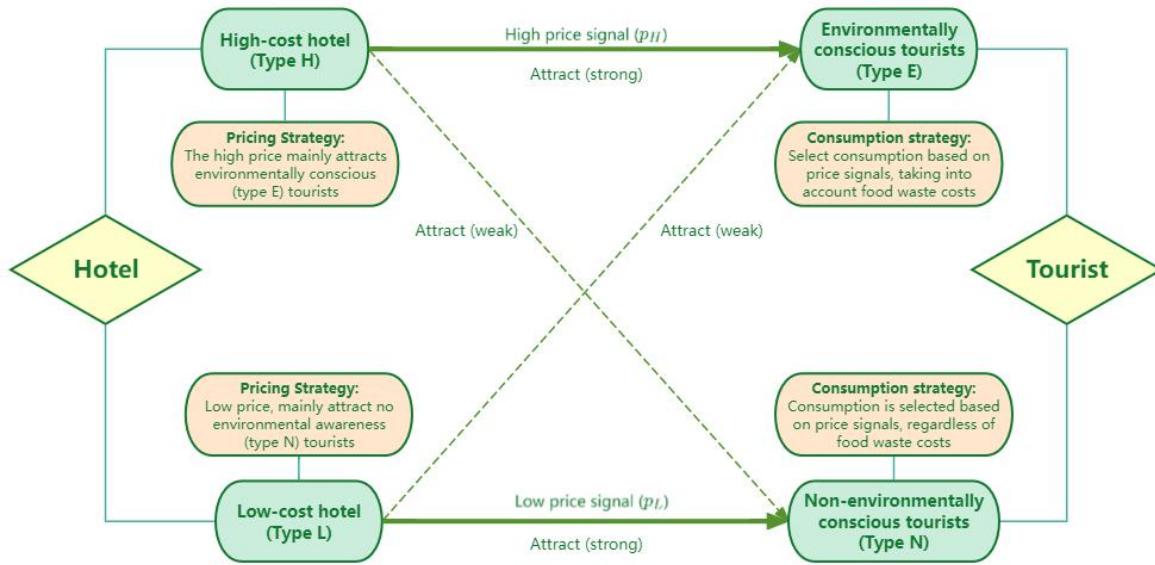 High-cost hotel
(Type H)
High price signal (p_H)
Attract (strong)
Environmentally
conscious tourists
(Type E)
Pricing Strategy:
The high price mainly attracts
environmentally conscious
(type E) tourists
Consumption strategy:
Select consumption based on
price signals, taking into
account food waste costs
Attract (weak)
Attract (weak)
Hotel
Tourist
Pricing Strategy:
Low price, mainly attract no
environmental awareness
(type N) tourists
Consumption strategy:
Consumption is selected based
on price signals, regardless of
food waste costs
Low-cost hotel
(Type L)
Low price signal (p_L)
Attract (strong)
Non-environmentally
conscious tourists
(Type N)